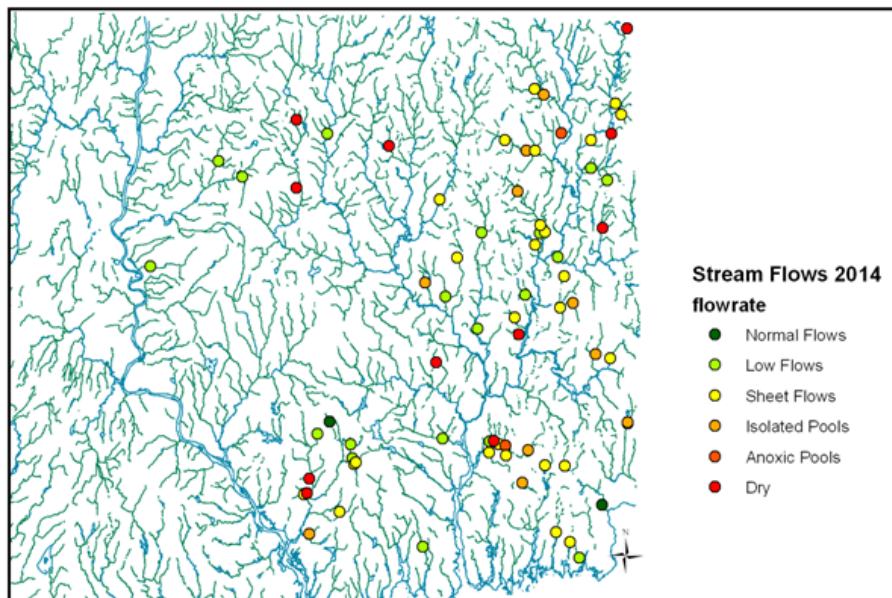 Stream Flows 2014
flowrate
Normal Flows
Low Flows
Sheet Flows
Isolated Pools
Anoxic Pools
Dry
N